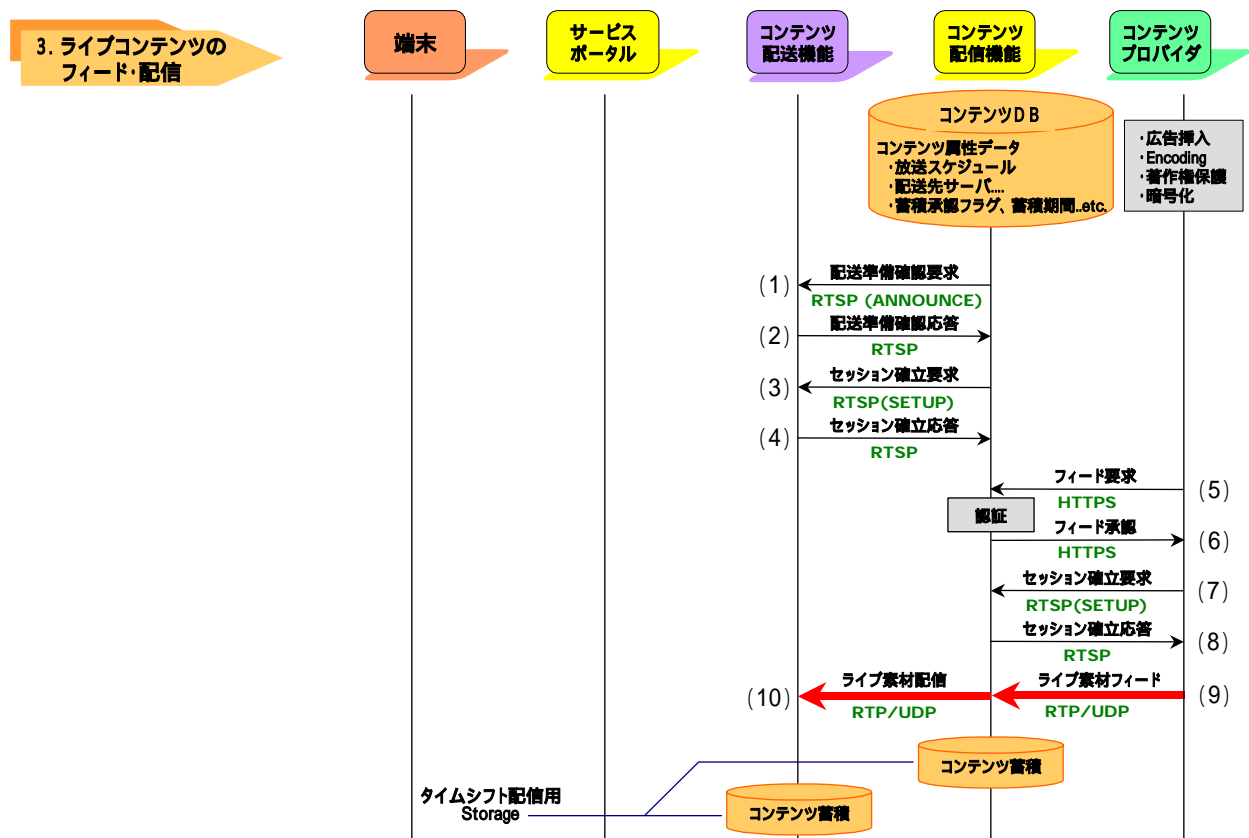 3. ライブコンテンツの
フィード・配信
端末
サービス
ポータル
コンテンツ
配送機能
コンテンツ
配信機能
コンテンツ
プロバイダ
コンテンツＤＢ
コンテンツ属性データ
・放送スケジュール
・配送先サーバ....
・蓄積承認フラグ、蓄積期間..etc.
・広告挿入
・Encoding
・著作権保護
・暗号化
(1)
配送準備確認要求
RTSP (ANNOUNCE)
(2)
配送準備確認応答
RTSP
(3)
セッション確立要求
RTSP(SETUP)
(4)
セッション確立応答
RTSP
フィード要求
(5)
HTTPS
認証
フィード承認
(6)
HTTPS
セッション確立要求
(7)
RTSP(SETUP)
セッション確立応答
(8)
RTSP
(10)
ライブ素材配信
RTP/UDP
ライブ素材フィード
(9)
RTP/UDP
コンテンツ蓄積
タイムシフト配信用
Storage
コンテンツ蓄積